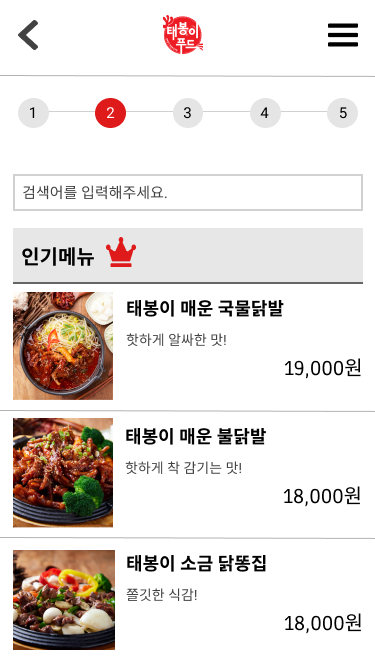 태봉이
푸드
1 2 3 4 5
검색어를 입력해주세요.
인기메뉴
태봉이 매운 국물닭발
핫하게 알싸한 맛!
19,000원
태봉이 매운 불닭발
핫하게 착 감기는 맛!
18,000원
태봉이 소금 닭똥집
쫄깃한 식감!
18,000원